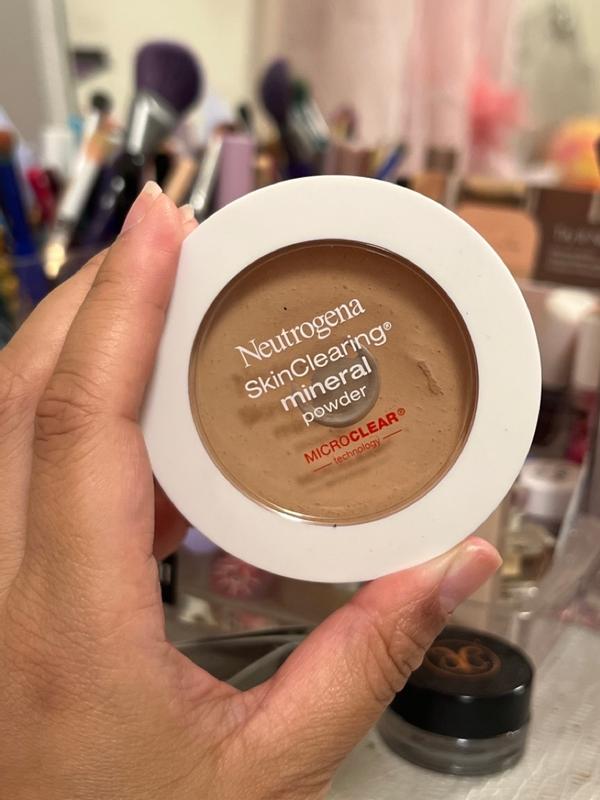 Neutrogena
SkinClearing®
mineral
powder
MICROCLEAR®
technology